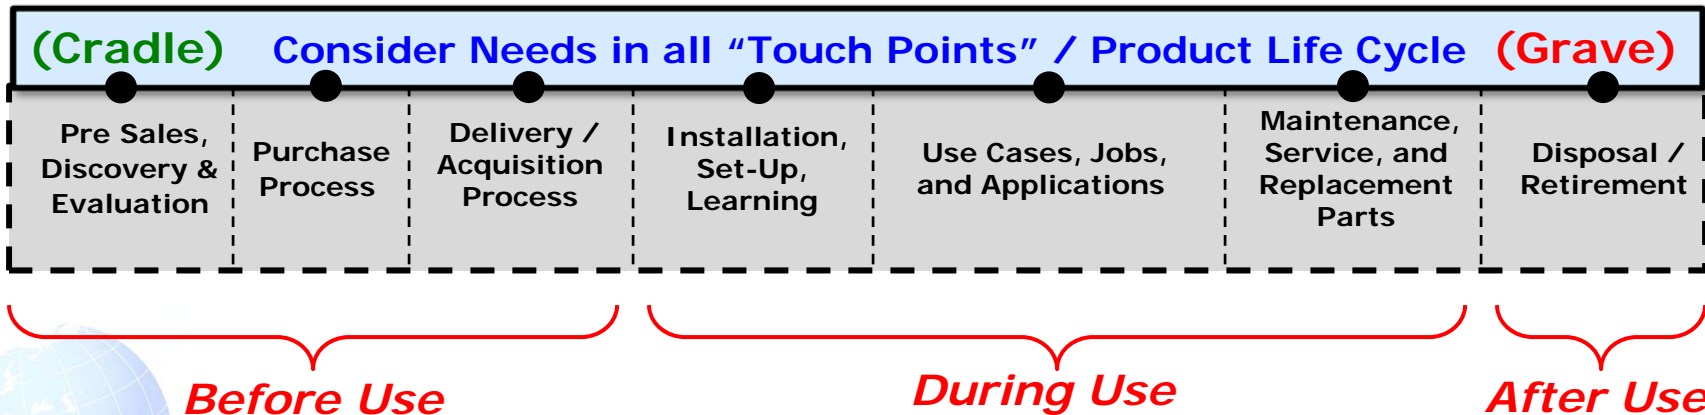 (Cradle) Consider Needs in all “Touch Points” / Product Life Cycle (Grave)
Pre Sales,
Discovery &
Evaluation
Purchase
Process
Delivery /
Acquisition
Process
Installation,
Set-Up,
Learning
Use Cases, Jobs,
and Applications
Maintenance,
Service, and
Replacement
Parts
Disposal /
Retirement
Before Use
During Use
After Use